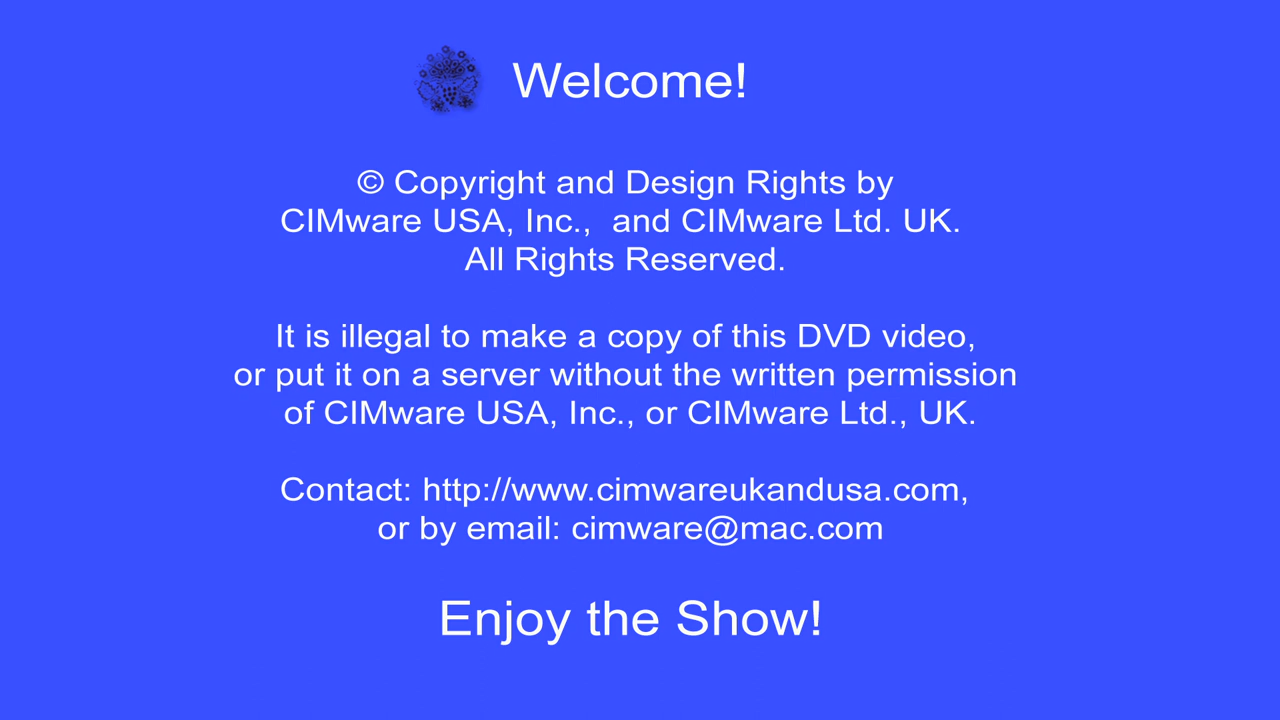 Welcome!
© Copyright and Design Rights by
CIMware USA, Inc.,  and CIMware Ltd. UK.
All Rights Reserved.
It is illegal to make a copy of this DVD video,
or put it on a server without the written permission
of CIMware USA, Inc., or CIMware Ltd., UK.
Contact: http://www.cimwareukandusa.com,
or by email: cimware@mac.com
Enjoy the Show!